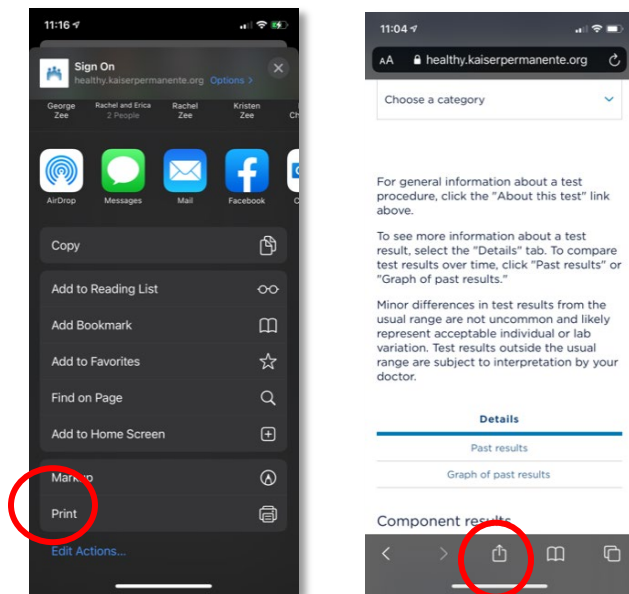 11:16
Sign On
healthy.kaiserpermanente.org Options >
George Zee
Rachel and Erica 2 People
Rachel Zee
Kristen Zee
AirDrop
Messages
Mail
Facebook
Copy
Add to Reading List
Add Bookmark
Add to Favorites
Find on Page
Add to Home Screen
Markup
Print
Edit Actions...
11:04
AA healthy.kaiserpermanente.org
Choose a category
For general information about a test
procedure, click the "About this test" link
above.
To see more information about a test
result, select the "Details" tab. To compare
test results over time, click "Past results" or
"Graph of past results."
Minor differences in test results from the
usual range are not uncommon and likely
represent acceptable individual or lab
variation. Test results outside the usual
range are subject to interpretation by your
doctor.
Details
Past results
Graph of past results
Component results